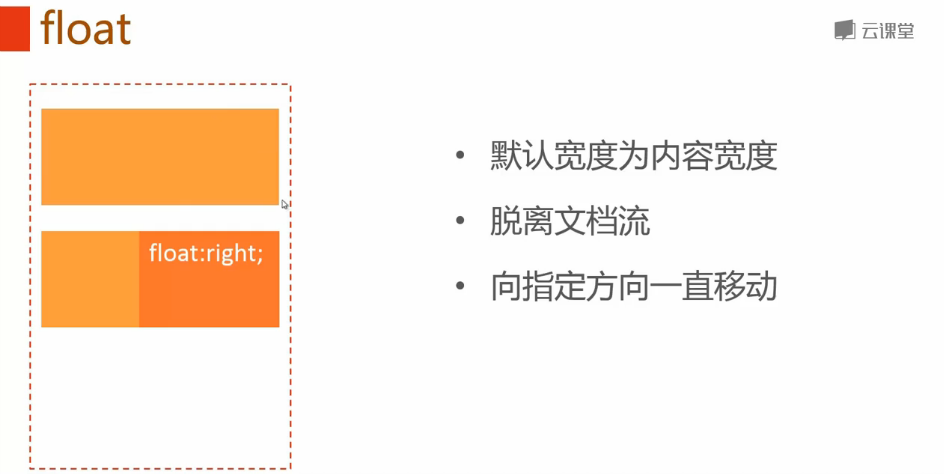 float
云课堂
float:right;
• 默认宽度为内容宽度
• 脱离文档流
• 向指定方向一直移动